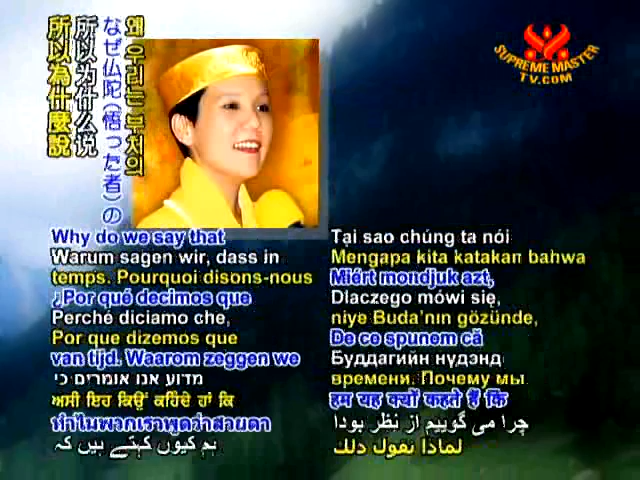 왜 우리는 부처의
なぜ仏陀(悟った者)の
所以为什么说
所以為什麼說
SUPREME MASTER
TV.COM
Why do we say that
Warum sagen wir, dass in
temps. Pourquoi disons-nous
¿Por qué decimos que
Perché diciamo che,
Por que dizemos que
van tijd. Waarom zeggen we
מדוע אנו אומרים כי
ਅਸੀ ਇਹ ਕਿਉਂ ਕਹਿੰਦੇ ਹਾਂ ਕਿ
ทำไมพวกเราพูดว่าสวนตา
ہم کیوں کہتے ہیں کہ
Tại sao chúng ta nói
Mengapa kita katakan bahwa
Miért mondjuk azt,
Dlaczego mówi się,
niye Buda'nın gözünde,
De ce spunem că
Буддагийн нүдэнд
времени. Почему мы
हम यह क्यों कहते हैं कि
چرا می گوییم از نظر بودا
لماذا نقول ذلك